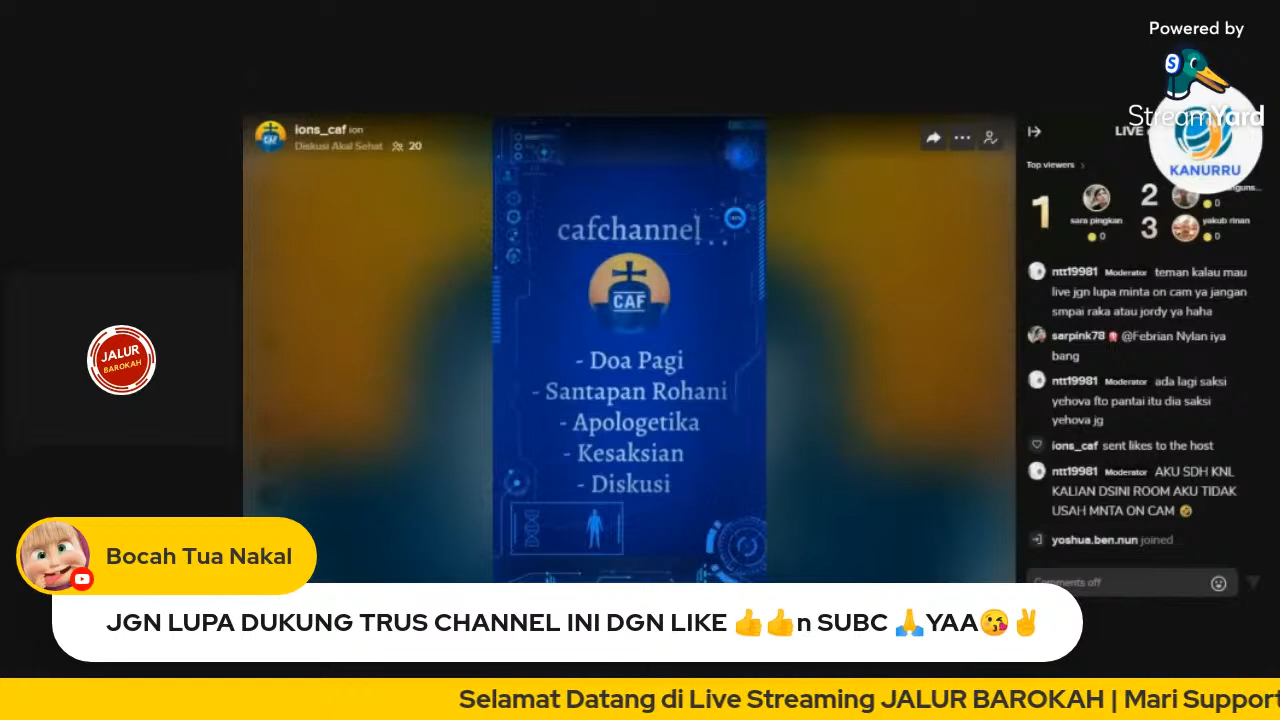 Powered by
StreamYard
KANURRU
ions_caf ion
Diskusi Akal Sehat 20
LIVE
Top viewers
1
sara pingkan
0
2
0
3
yakub rinan
0
cafchannel
CAF
- Doa Pagi
- Santapan Rohani
- Apologetika
- Kesaksian
- Diskusi
ntt19981 Moderator teman kalau mau
live jgn lupa minta on cam ya jangan
smpai raka atau jordy ya haha
sarpink78 @Febrian Nylan iya
bang
ntt19981 Moderator ada lagi saksi
yehova fto pantai itu dia saksi
yehova jg
ions_caf sent likes to the host
ntt19981 Moderator AKU SDH KNL
KALIAN DSINI ROOM AKU TIDAK
USAH MNTA ON CAM 🤣
yoshua.ben.nun joined
Comments off
JALUR
BAROKAH
Bocah Tua Nakal
JGN LUPA DUKUNG TRUS CHANNEL INI DGN LIKE 👍👍n SUBC 🙏YAA😘✌
Selamat Datang di Live Streaming JALUR BAROKAH | Mari Support